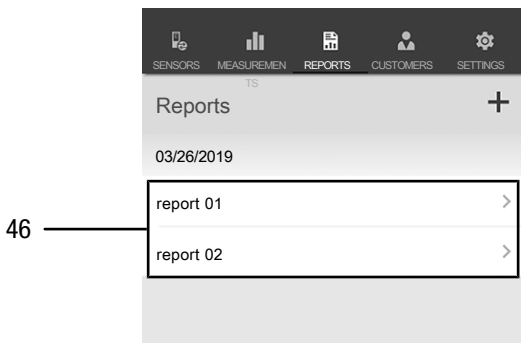 SENSORS MEASUREMEN REPORTS CUSTOMERS SETTINGS
TS
Reports +
03/26/2019
46
report 01 >
report 02 >